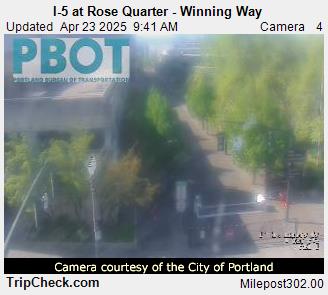 I-5 at Rose Quarter - Winning Way
Updated Apr 23 2025 9:41 AM Camera 4
PBOT
PORTLAND BUREAU OF TRANSPORTATION
Camera courtesy of the City of Portland
TripCheck.com Milepost302.00